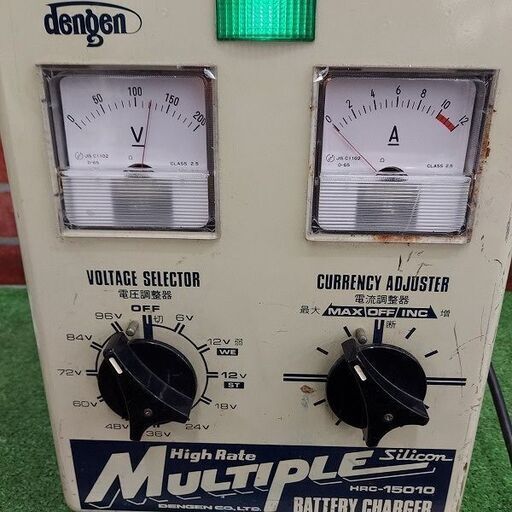 dengen
0 50 100 150 200
V
JIS C1102
D-65
Ω
CLASS 2.5
0 2 4 6 8 10 12
A
JIS C1102
D-65
Ω
CLASS 2.5
VOLTAGE SELECTOR
電圧調整器
OFF
切
6V
12V 弱
WE
12V
ST
18V
24V
36V
48V
60V
72V
84V
96V
CURRENCY ADJUSTER
電流調整器
最大 MAX OFF INC 増
断
High Rate
MULTIPLE Silicon
HRC-15010
DENGEN CO., LTD.
BATTERY CHARGER